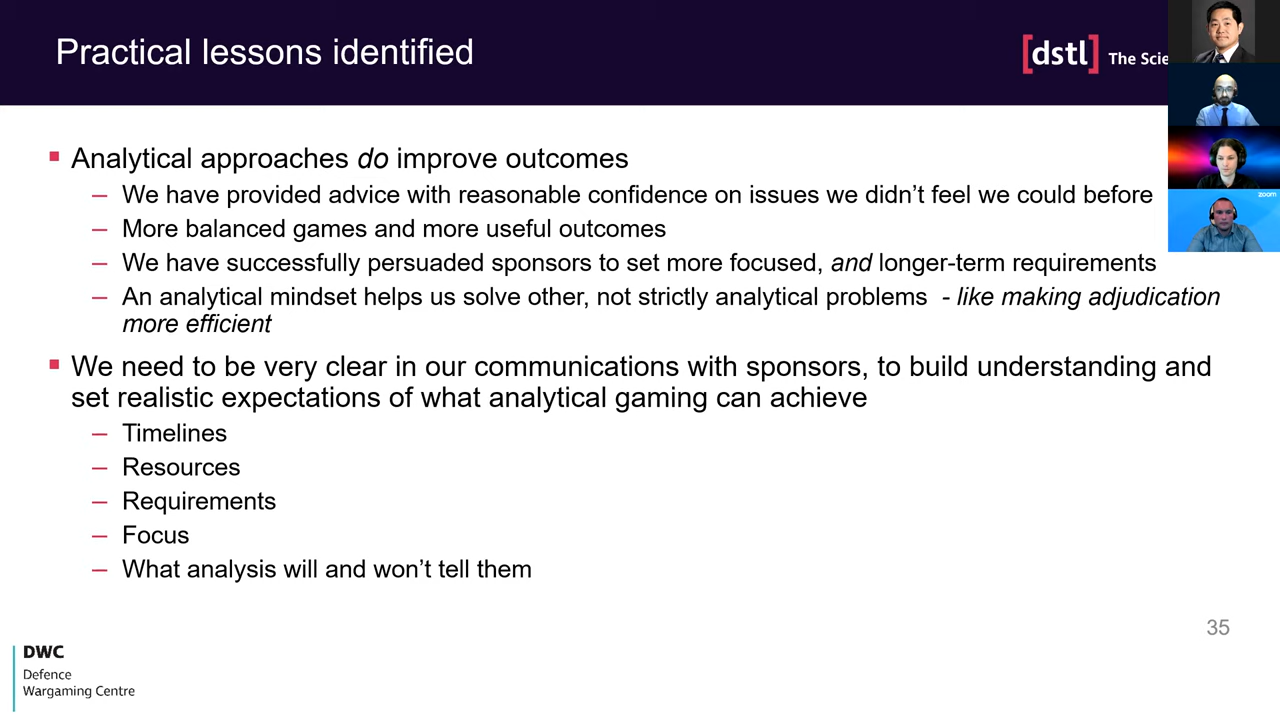 Practical lessons identified
[dstl] The Scie
zoom
Analytical approaches do improve outcomes
– We have provided advice with reasonable confidence on issues we didn’t feel we could before
– More balanced games and more useful outcomes
– We have successfully persuaded sponsors to set more focused, and longer-term requirements
– An analytical mindset helps us solve other, not strictly analytical problems - like making adjudication
more efficient
We need to be very clear in our communications with sponsors, to build understanding and
set realistic expectations of what analytical gaming can achieve
– Timelines
– Resources
– Requirements
– Focus
– What analysis will and won’t tell them
35
DWC
Defence
Wargaming Centre